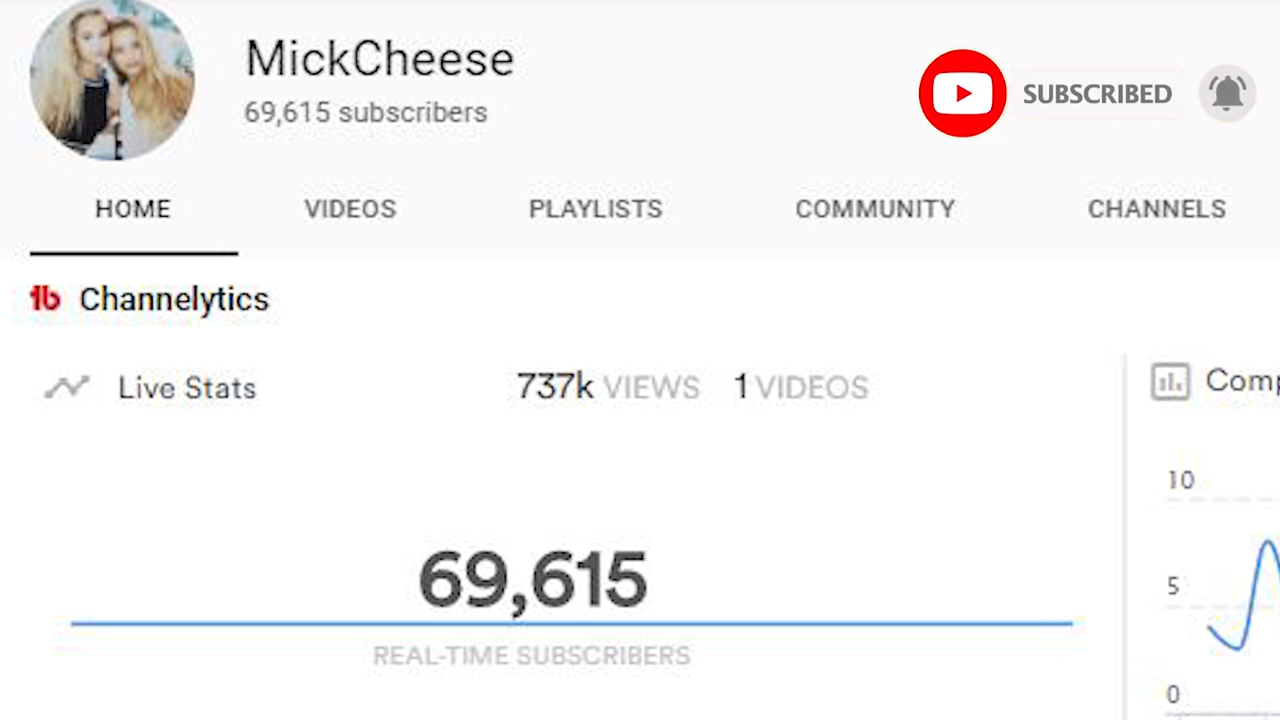 MickCheese
69,615 subscribers
SUBSCRIBED
HOME VIDEOS PLAYLISTS COMMUNITY CHANNELS
tb Channelytics
Live Stats 737k VIEWS 1 VIDEOS
Comp
10
5
0
69,615
REAL-TIME SUBSCRIBERS